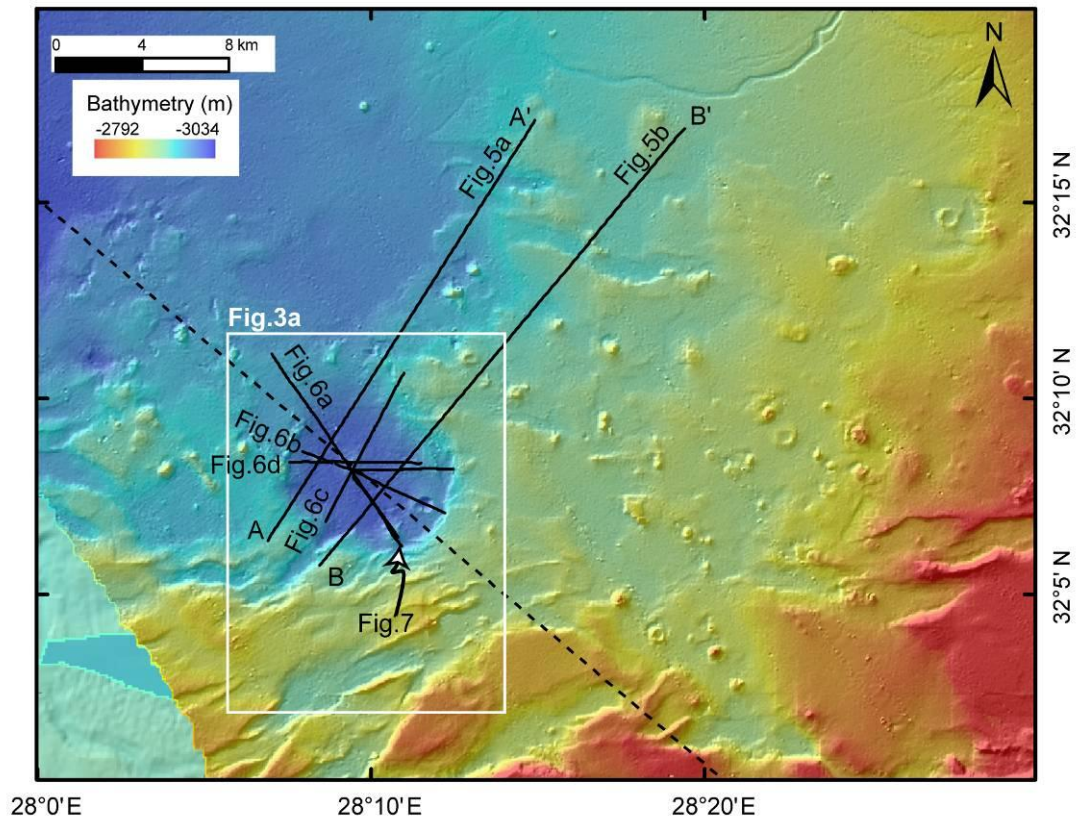 N
0 4 8 km
Bathymetry (m)
-2792 -3034
A' B'
Fig.5a
Fig.5b
32°15' N
Fig.3a
Fig.6a
32°10' N
Fig.6b
Fig.6d
Fig.6c
A
B
32°5' N
Fig.7
28°0'E 28°10'E 28°20'E